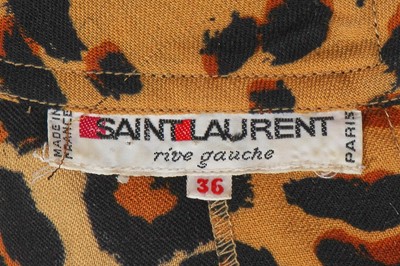 MADE IN
FRANCE
SAINT LAURENT
rive gauche
PARIS
36